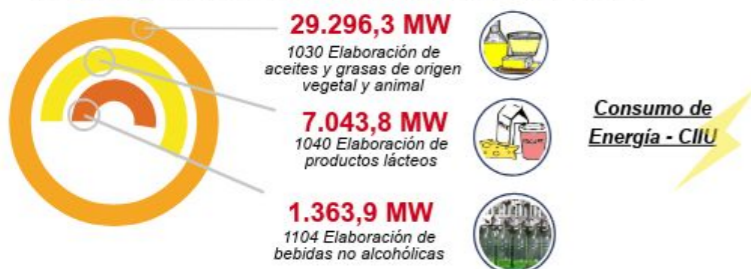 29.296,3 MW
1030 Elaboración de
aceites y grasas de origen
vegetal y animal
7.043,8 MW
1040 Elaboración de
productos lácteos
1.363,9 MW
1104 Elaboración de
bebidas no alcohólicas
Consumo de
Energía - CIIU